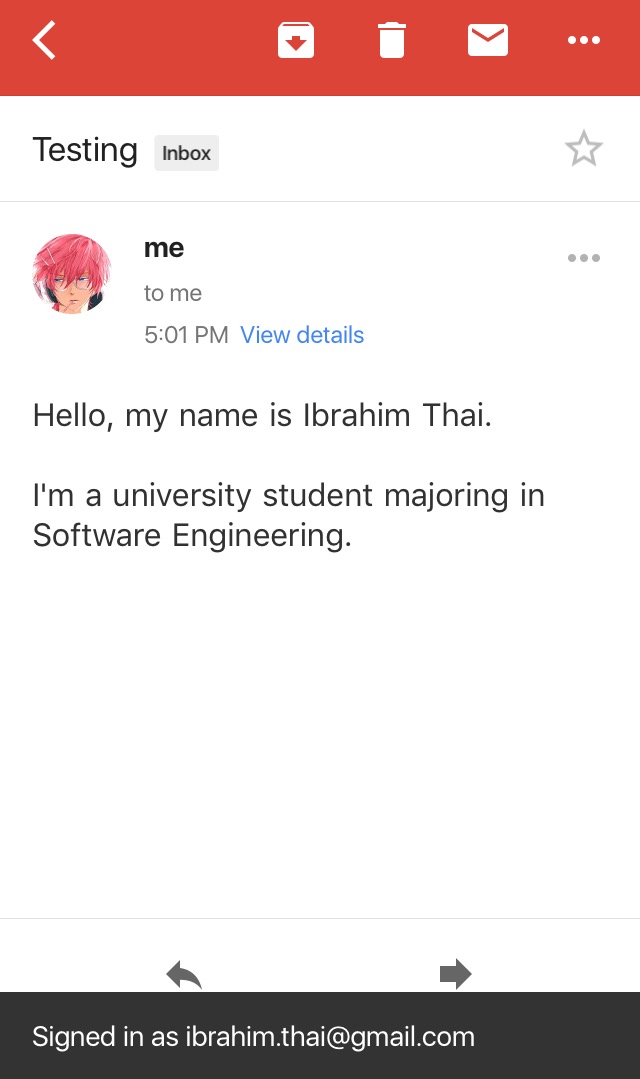 Testing Inbox
me
to me
5:01 PM View details
Hello, my name is Ibrahim Thai.
I'm a university student majoring in
Software Engineering.
Signed in as ibrahim.thai@gmail.com